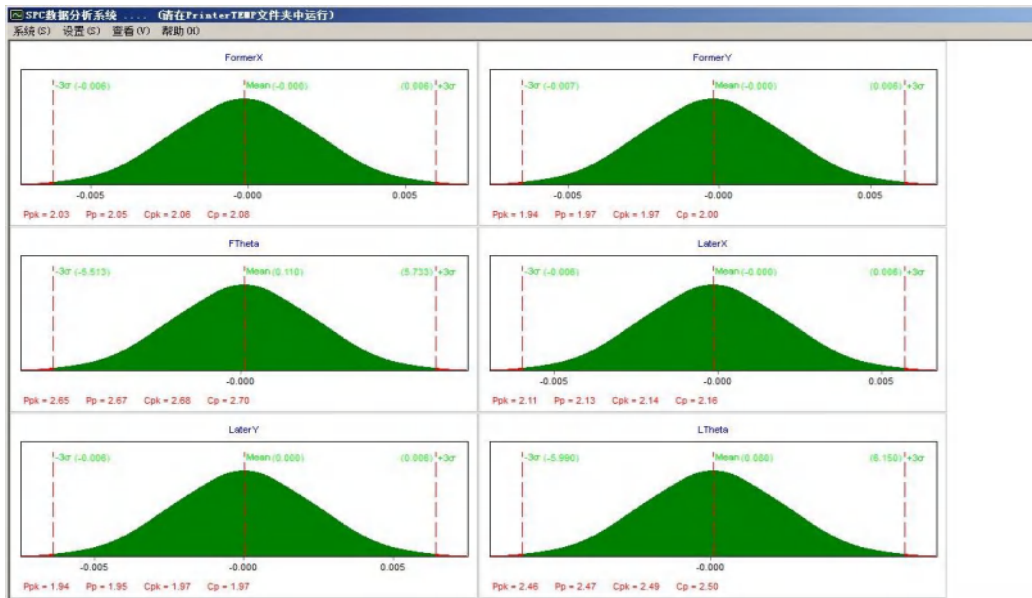 SPC数据分析系统 .... (请在PrinterTEMP文件夹中运行)
系统(S) 设置(S) 查看(V) 帮助(H)
FormerX
-3σ (-0.006) Mean (-0.000) (0.006) +3σ
-0.005 -0.000 0.005
Ppk = 2.03 Pp = 2.05 Cpk = 2.06 Cp = 2.08
FormerY
-3σ (-0.007) Mean (-0.000) (0.006) +3σ
-0.005 -0.000 0.005
Ppk = 1.94 Pp = 1.97 Cpk = 1.97 Cp = 2.00
FTheta
-3σ (-5.513) Mean (0.110) (5.733) +3σ
-0.000
Ppk = 2.65 Pp = 2.67 Cpk = 2.68 Cp = 2.70
LaterX
-3σ (-0.006) Mean (-0.000) (0.006) +3σ
-0.005 -0.000 0.005
Ppk = 2.11 Pp = 2.13 Cpk = 2.14 Cp = 2.16
LaterY
-3σ (-0.006) Mean (0.000) (0.006) +3σ
-0.005 -0.000 0.005
Ppk = 1.94 Pp = 1.95 Cpk = 1.97 Cp = 1.97
LTheta
-3σ (-5.990) Mean (6.150) +3σ
-0.000
Ppk = 2.46 Pp = 2.47 Cpk = 2.49 Cp = 2.50